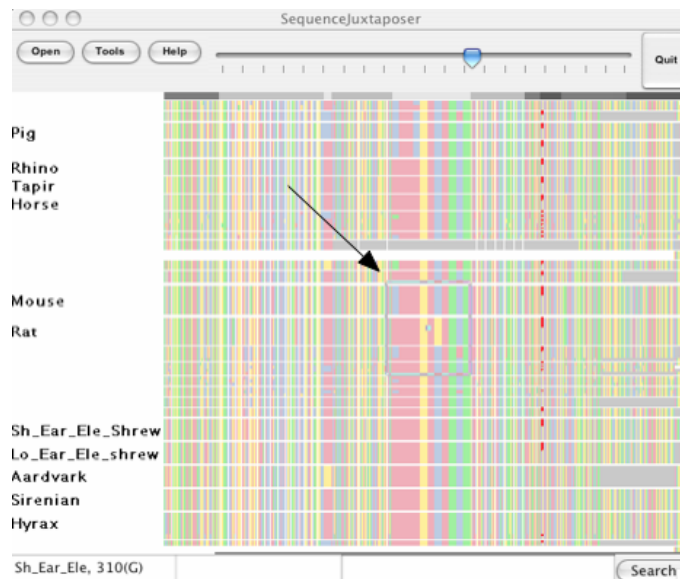 SequenceJuxtaposer
Open Tools Help Quit
Pig
Rhino
Tapir
Horse
Mouse
Rat
Sh_Ear_Ele_Shrew
Lo_Ear_Ele_shrew
Aardvark
Sirenian
Hyrax
Sh_Ear_Ele, 310(G) Search